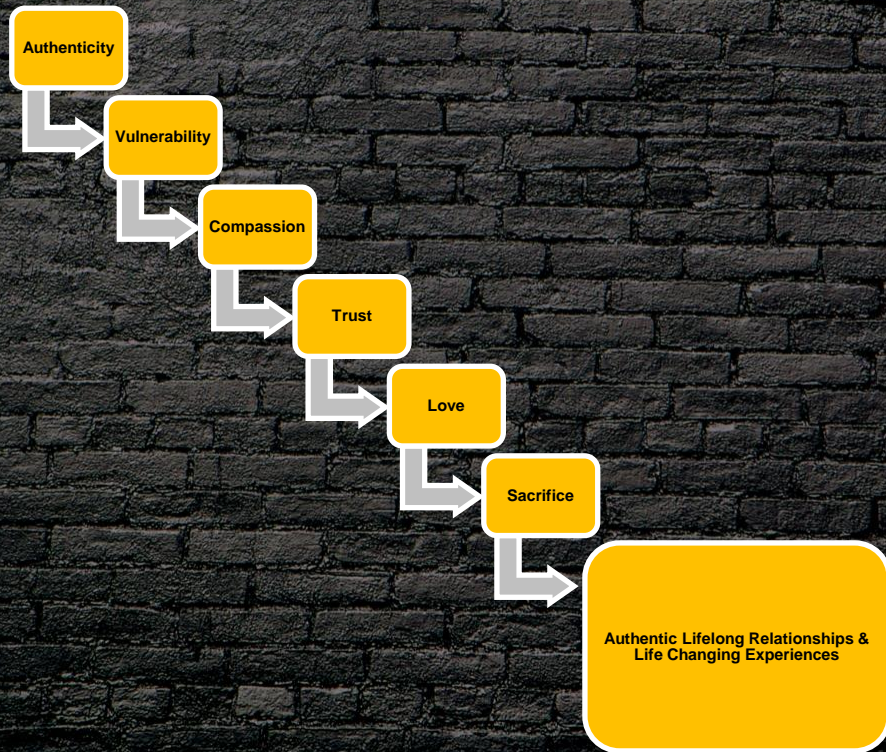 Authenticity
Vulnerability
Compassion
Trust
Love
Sacrifice
Authentic Lifelong Relationships &
Life Changing Experiences